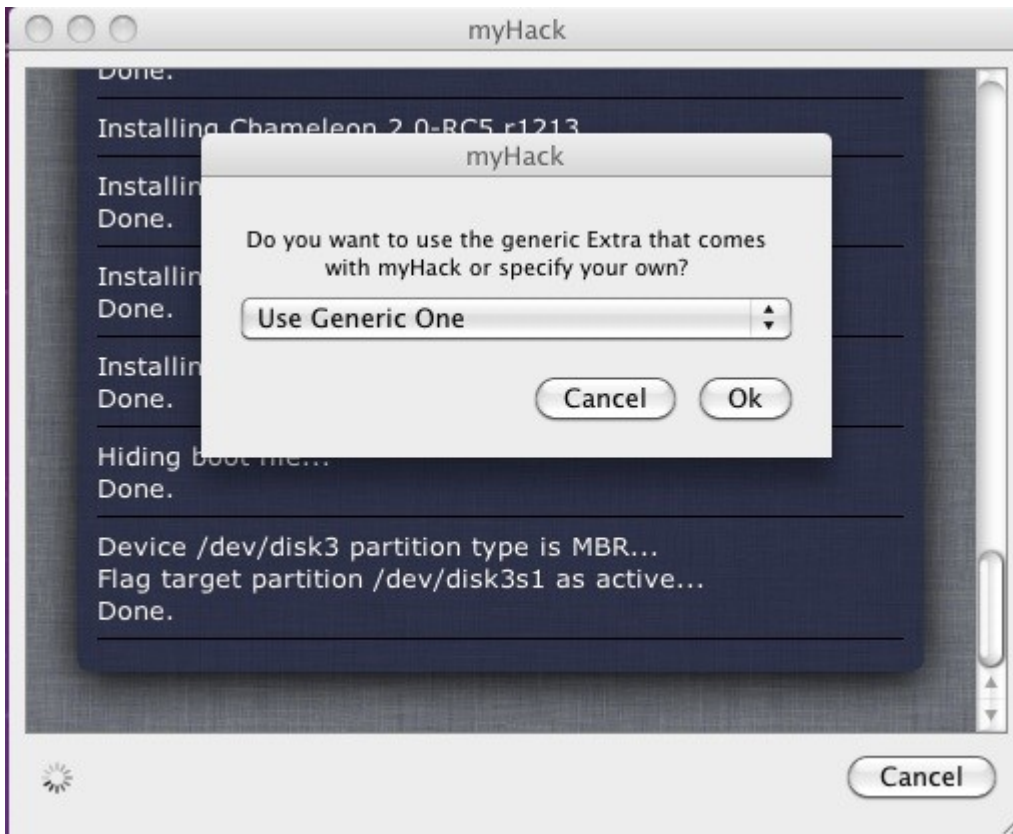 myHack
Done.
Installing Chameleon 2.0-RC5 r1213
myHack
Installin
Done.
Do you want to use the generic Extra that comes
with myHack or specify your own?
Installin
Done.
Use Generic One
Installin
Done.
Cancel
Ok
Hiding boot file...
Done.
Device /dev/disk3 partition type is MBR...
Flag target partition /dev/disk3s1 as active...
Done.
Cancel